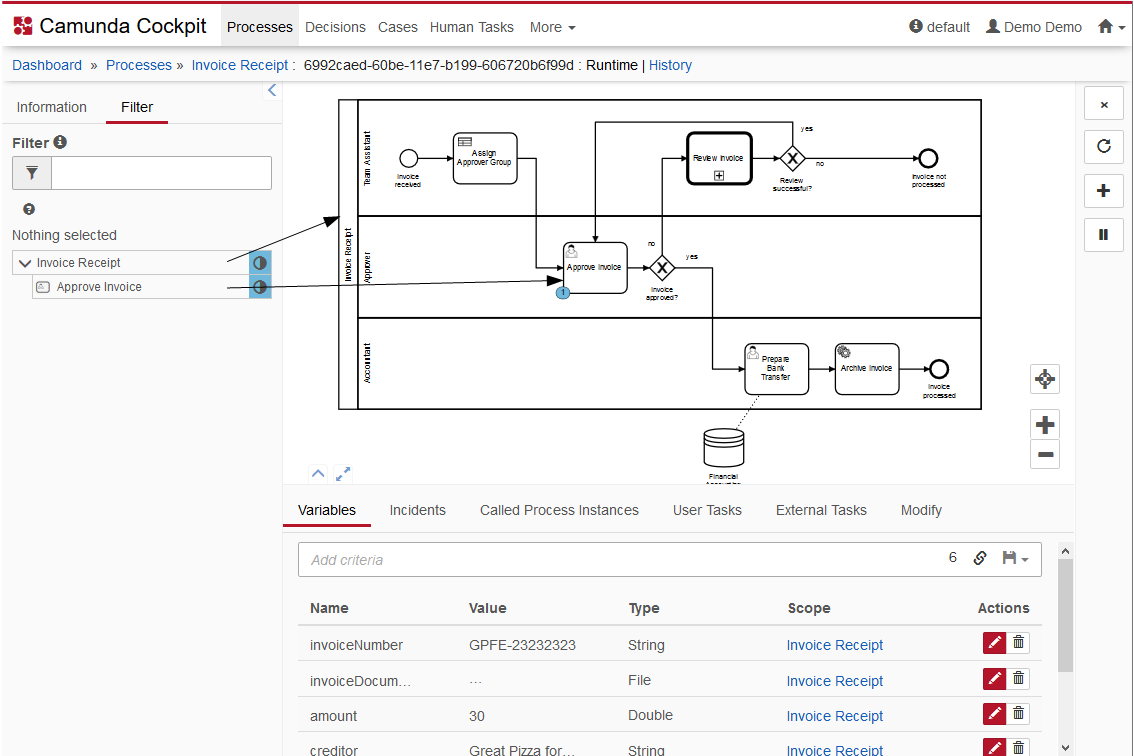 Camunda Cockpit Processes Decisions Cases Human Tasks More default Demo Demo
Dashboard » Processes » Invoice Receipt : 6992caed-60be-11e7-b199-606720b6f99d : Runtime | History
Information Filter
Filter
Nothing selected
Invoice Receipt
Approve Invoice
Invoice Receipt
Team Assistant
Invoice
received
Assign
Approver Group
Review Invoice
yes
no
Review
successful?
Invoice not
processed
Approver
Approve Invoice
1
no
yes
Invoice
approved?
Accountant
Prepare
Bank
Transfer
Archive Invoice
Invoice
processed
Financial
Variables Incidents Called Process Instances User Tasks External Tasks Modify
Add criteria 6
Name Value Type Scope Actions
invoiceNumber GPFE-23232323 String Invoice Receipt
invoiceDocum... ... File Invoice Receipt
amount 30 Double Invoice Receipt
creditor Great Pizza for... String Invoice Receipt